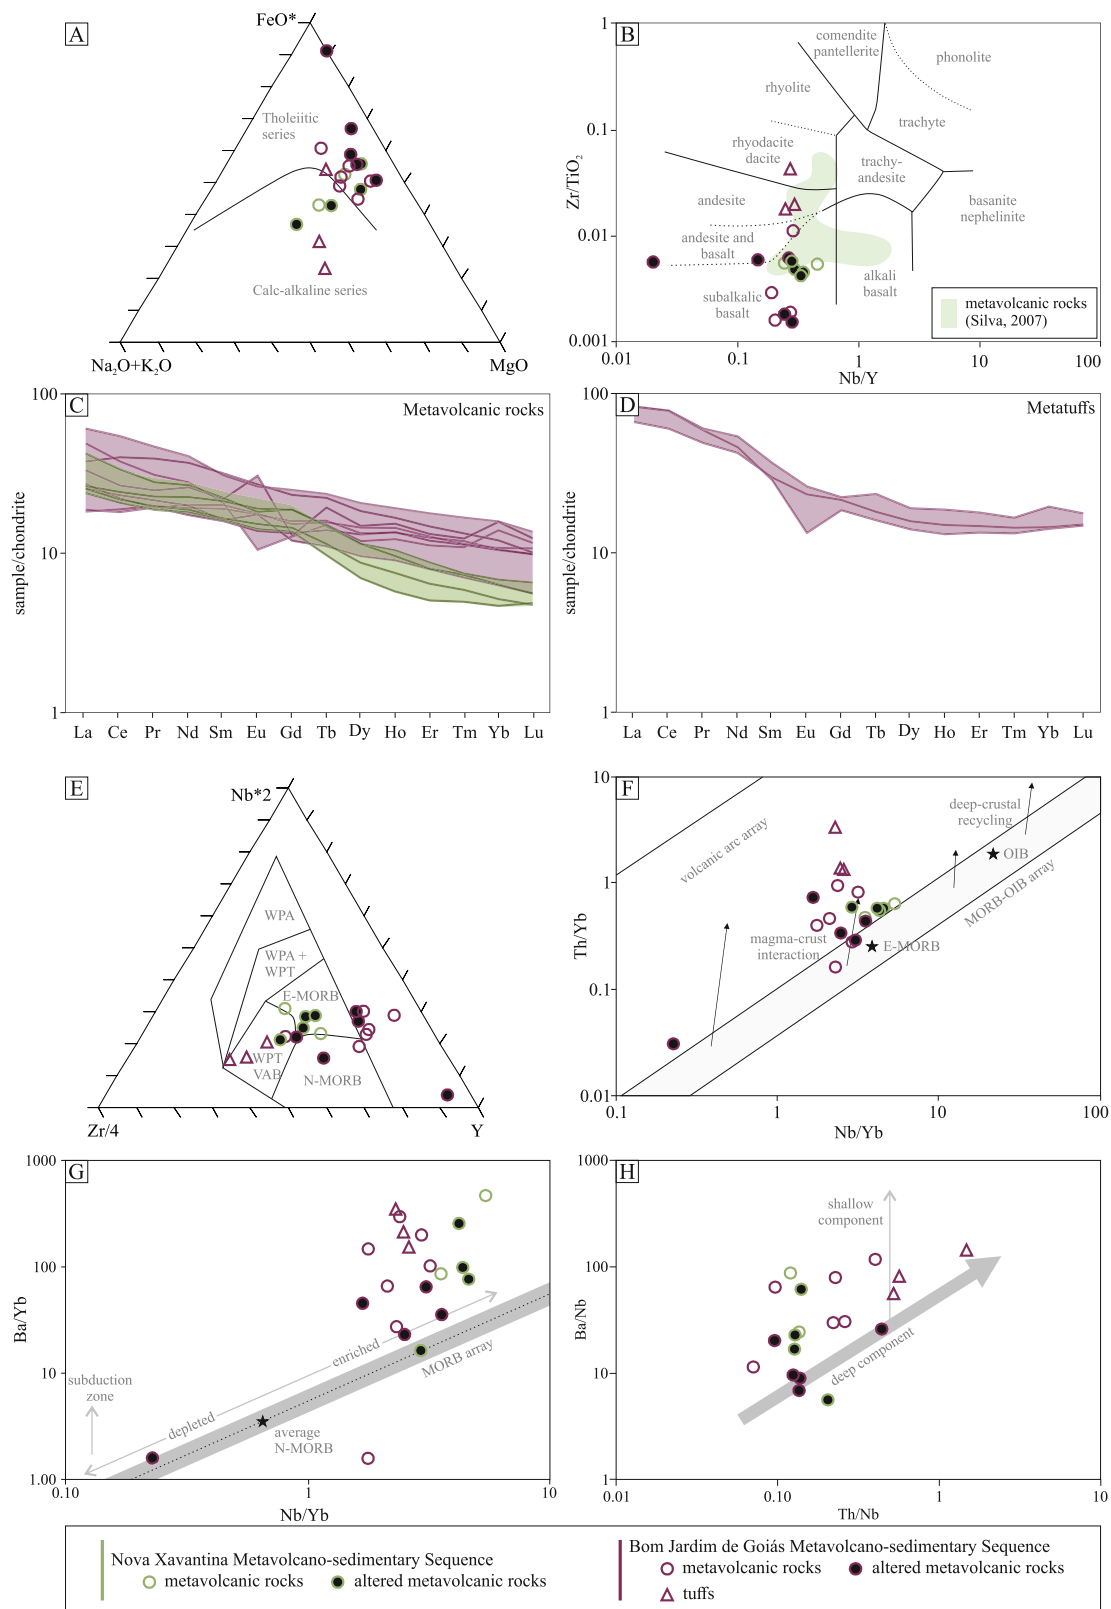 A
FeO*
Tholeiitic
series
Calc-alkaline series
Na2O+K2O
MgO
B
1
0.1
0.01
0.001
Zr/TiO2
comendite
pantellerite
phonolite
rhyolite
trachyte
rhyodacite
dacite
trachy-
andesite
andesite
basanite
nephelinite
andesite and
basalt
alkali
basalt
subalkalic
basalt
metavolcanic rocks
(Silva, 2007)
0.01
0.1
1
10
100
Nb/Y
C
Metavolcanic rocks
100
10
1
sample/chondrite
La Ce Pr Nd Sm Eu Gd Tb Dy Ho Er Tm Yb Lu
D
Metatuffs
100
10
1
sample/chondrite
La Ce Pr Nd Sm Eu Gd Tb Dy Ho Er Tm Yb Lu
E
Nb*2
WPA
WPA +
WPT
E-MORB
WPT
VAB
N-MORB
Zr/4
Y
F
10
1
0.1
0.01
Th/Yb
volcanic arc array
deep-crustal
recycling
OIB
MORB-OIB array
magma-crust
interaction
E-MORB
0.1
1
10
100
Nb/Yb
G
1000
100
10
1.00
Ba/Yb
subduction
zone
depleted
enriched
MORB array
average
N-MORB
0.10
1
10
Nb/Yb
H
1000
100
10
1
Ba/Nb
shallow
component
deep component
0.01
0.10
1
10
Th/Nb
Nova Xavantina Metavolcano-sedimentary Sequence
metavolcanic rocks
altered metavolcanic rocks
Bom Jardim de Goiás Metavolcano-sedimentary Sequence
metavolcanic rocks
altered metavolcanic rocks
tuffs